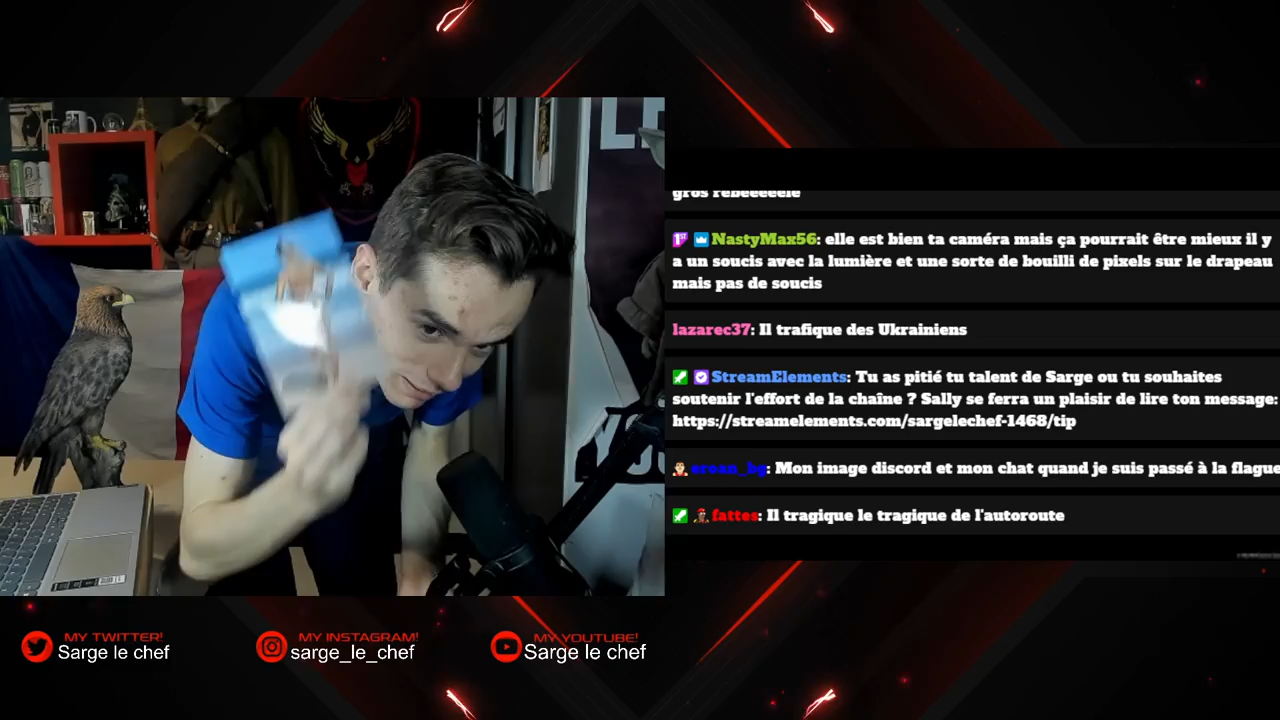 gros rebeeeeele
NastyMax56: elle est bien ta caméra mais ça pourrait être mieux il y
a un soucis avec la lumière et une sorte de bouilli de pixels sur le drapeau
mais pas de soucis
lazarec37: Il trafique des Ukrainiens
StreamElements: Tu as pitié tu talent de Sarge ou tu souhaites
soutenir l'effort de la chaîne ? Sally se ferra un plaisir de lire ton message:
https://streamelements.com/sargelechef-1468/tip
eroan_bg: Mon image discord et mon chat quand je suis passé à la flague
fattes: Il tragique le tragique de l'autoroute
MY TWITTER!
Sarge le chef
MY INSTAGRAM!
sarge_le_chef
MY YOUTUBE!
Sarge le chef